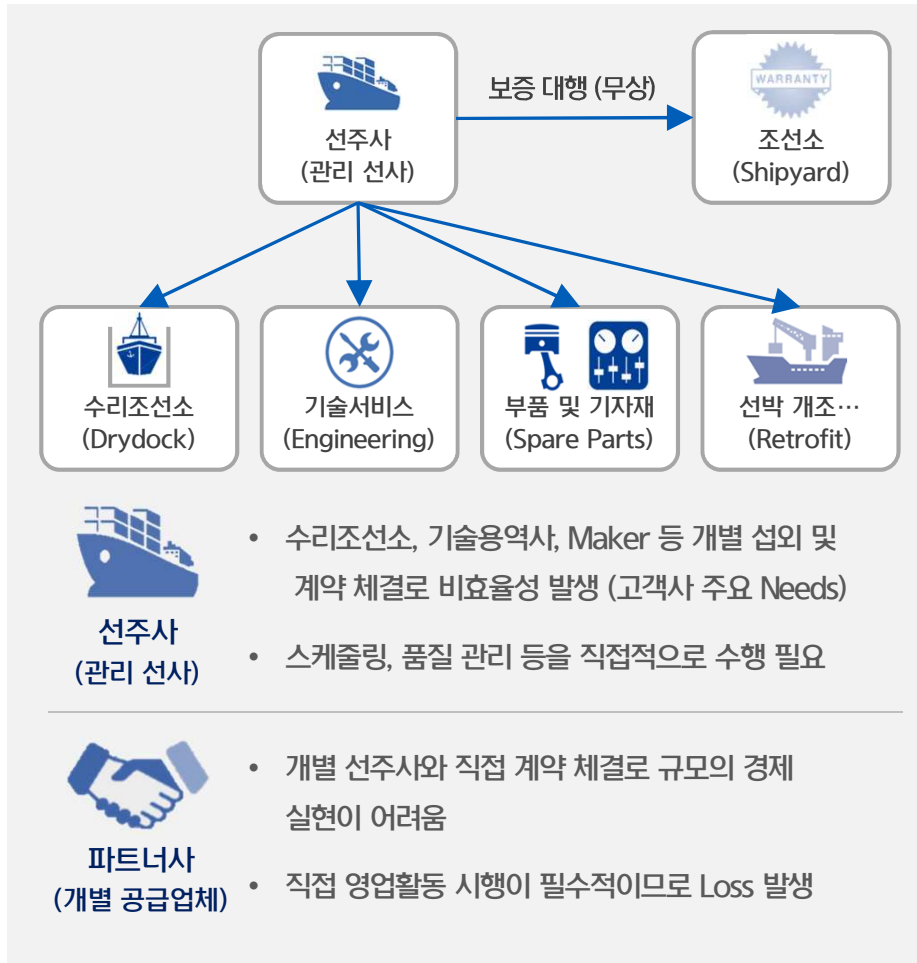 보증 대행 (무상)
WARRANTY
선주사
(관리 선사)
조선소
(Shipyard)
수리조선소
(Drydock)
기술서비스
(Engineering)
부품 및 기자재
(Spare Parts)
선박 개조…
(Retrofit)
• 수리조선소, 기술용역사, Maker 등 개별 섭외 및
계약 체결로 비효율성 발생 (고객사 주요 Needs)
선주사
(관리 선사)
• 스케줄링, 품질 관리 등을 직접적으로 수행 필요
• 개별 선주사와 직접 계약 체결로 규모의 경제
실현이 어려움
파트너사
(개별 공급업체)
• 직접 영업활동 시행이 필수적이므로 Loss 발생